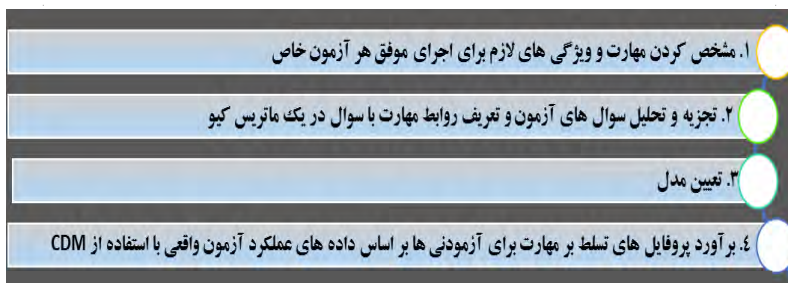 ۱. مشخص کردن مهارت و ویژگی های لازم برای اجرای موفق هر آزمون خاص
۲. تجزیه و تحلیل سوال های آزمون و تعریف روابط مهارت با سوال در یک ماتریس کیو
۳. تعیین مدل
۴. برآورد پروفایل های تسلط بر مهارت برای آزمودنی ها بر اساس داده های عملکرد آزمون واقعی با استفاده از CDM